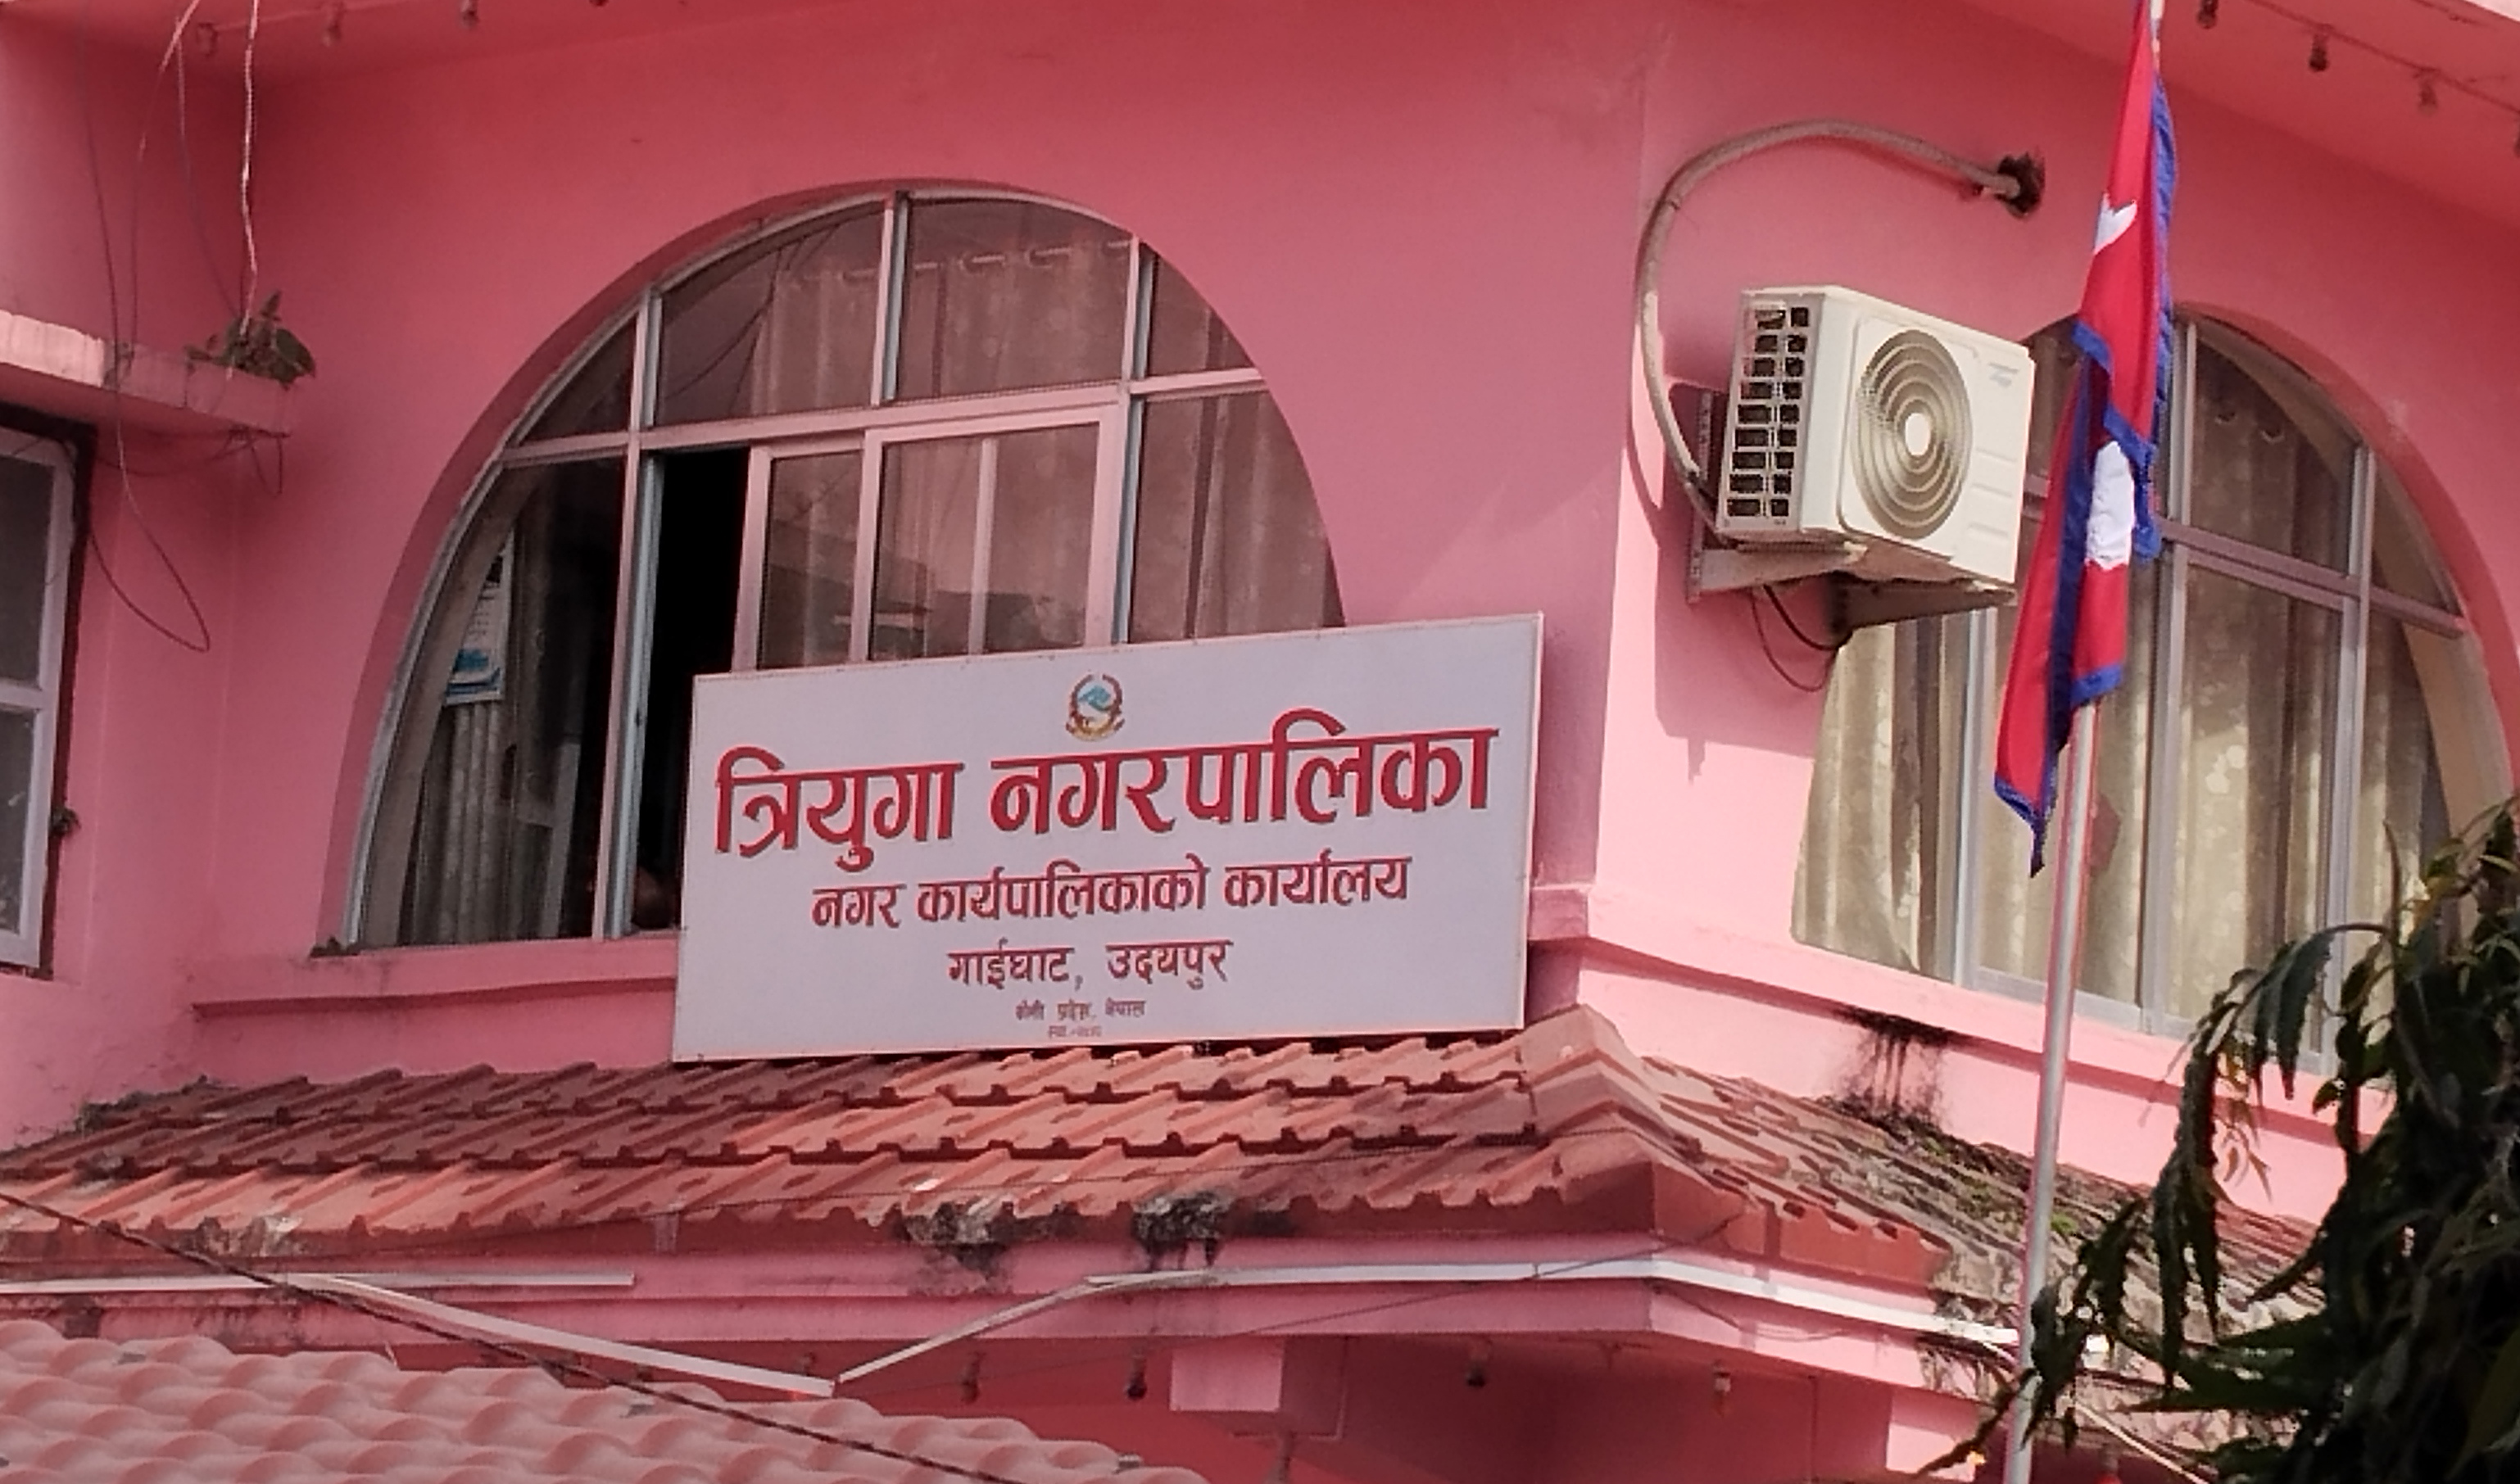 त्रियुगा नगरपालिका
नगर कार्यपालिकाको कार्यालय
गाईघाट, उदयपुर
कोशी प्रदेश, नेपाल